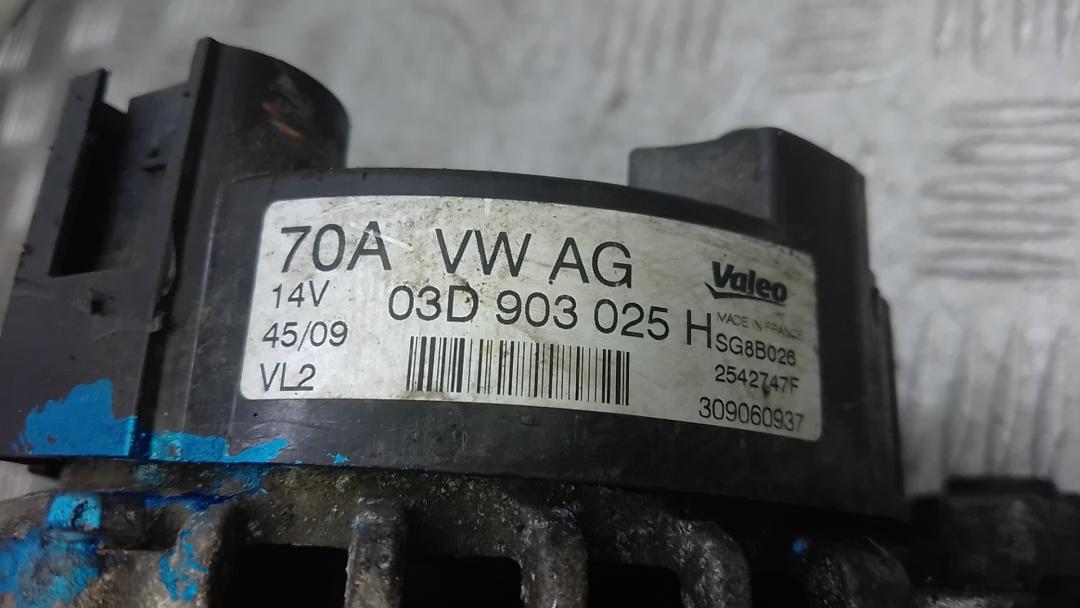 70A VW AG
14V 03D 903 025 H
45/09
VL2
Valeo
MADE IN FRANCE
SG8B026
2542747F
309060937